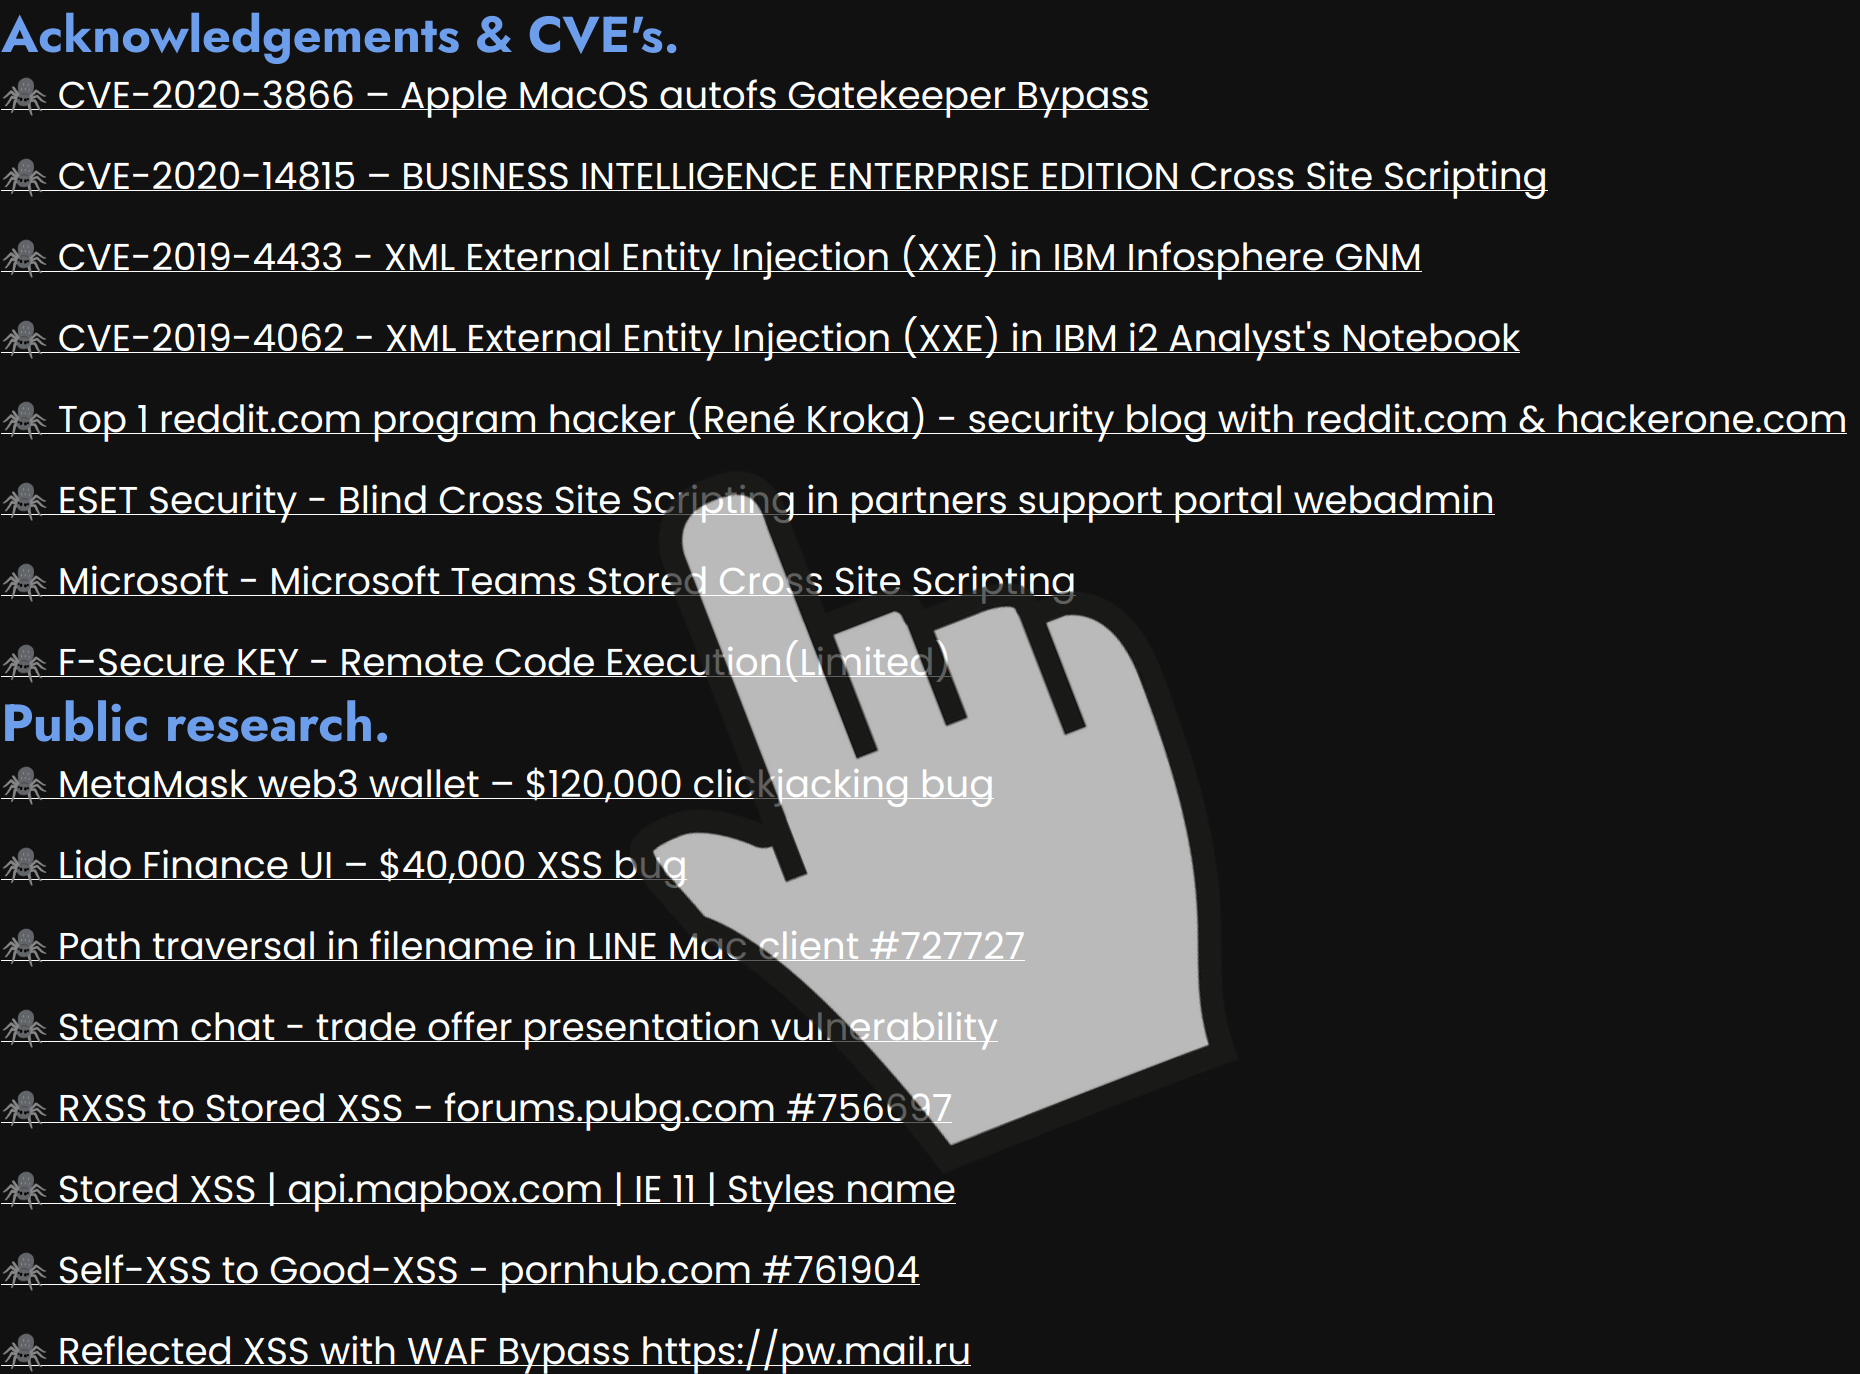 Acknowledgements & CVE's.
CVE-2020-3866 – Apple MacOS autofs Gatekeeper Bypass
CVE-2020-14815 – BUSINESS INTELLIGENCE ENTERPRISE EDITION Cross Site Scripting
CVE-2019-4433 - XML External Entity Injection (XXE) in IBM Infosphere GNM
CVE-2019-4062 - XML External Entity Injection (XXE) in IBM i2 Analyst's Notebook
Top 1 reddit.com program hacker (René Kroka) - security blog with reddit.com & hackerone.com
ESET Security - Blind Cross Site Scripting in partners support portal webadmin
Microsoft - Microsoft Teams Stored Cross Site Scripting
F-Secure KEY - Remote Code Execution(Limited)
Public research.
MetaMask web3 wallet – $120,000 clickjacking bug
Lido Finance UI – $40,000 XSS bug
Path traversal in filename in LINE Mac client #727727
Steam chat - trade offer presentation vulnerability
RXSS to Stored XSS - forums.pubg.com #756697
Stored XSS | api.mapbox.com | IE 11 | Styles name
Self-XSS to Good-XSS - pornhub.com #761904
Reflected XSS with WAF Bypass https://pw.mail.ru